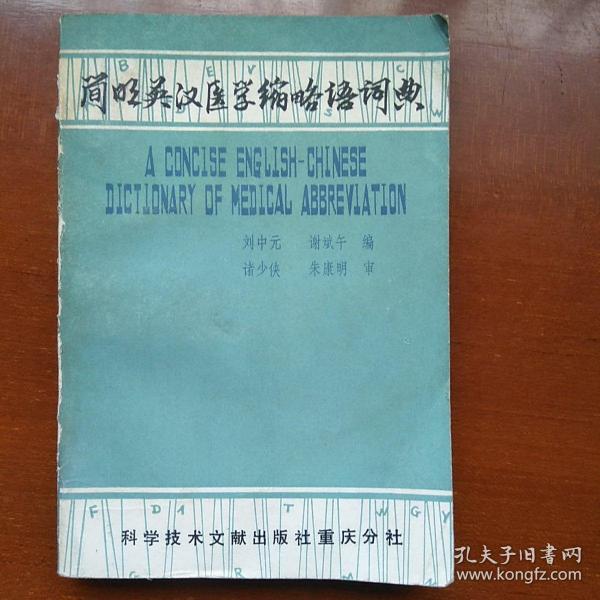 B E V C
简明英汉医学缩略语词典
S W
A CONCISE ENGLISH-CHINESE
DICTIONARY OF MEDICAL ABBREVIATION
刘中元 谢斌午 编
诸少侠 朱康明 审
F D 1 T W G Y
科学技术文献出版社重庆分社
孔夫子旧书网
www.kongfz.com